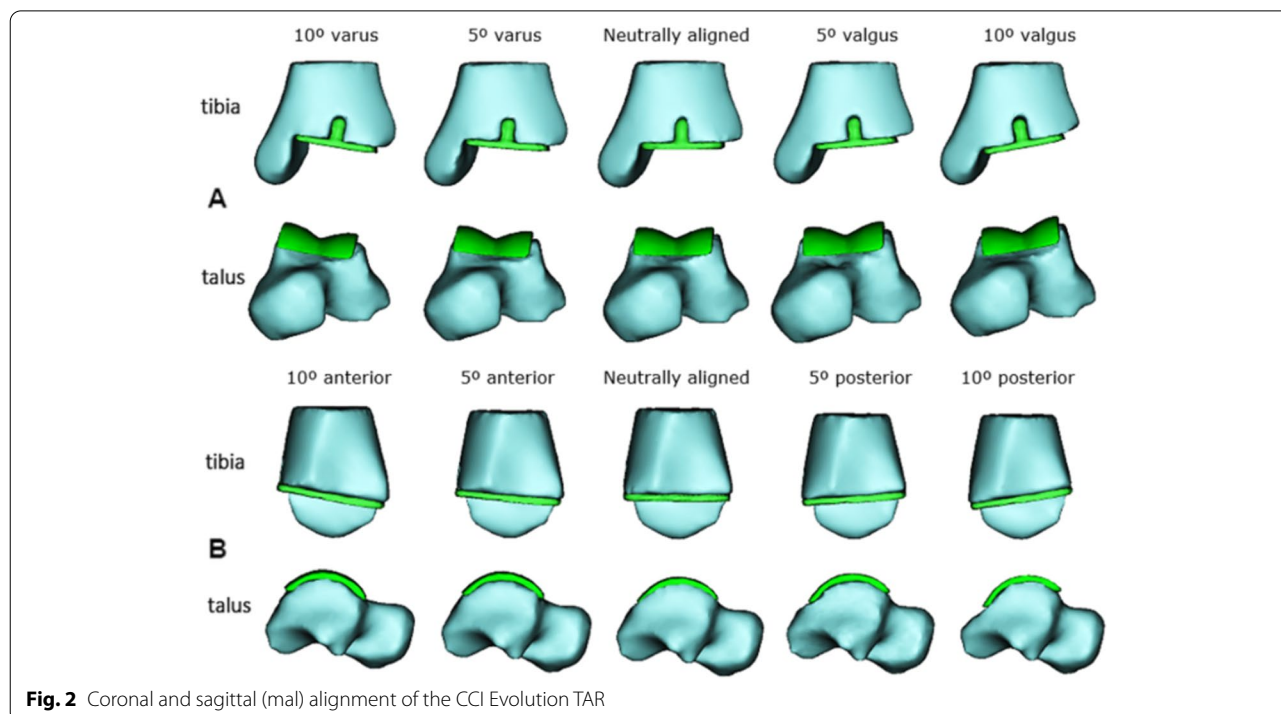 10º varus 5º varus Neutrally aligned 5º valgus 10º valgus
tibia
A
talus
10º anterior 5º anterior Neutrally aligned 5º posterior 10º posterior
tibia
B
talus
Fig. 2 Coronal and sagittal (mal) alignment of the CCI Evolution TAR